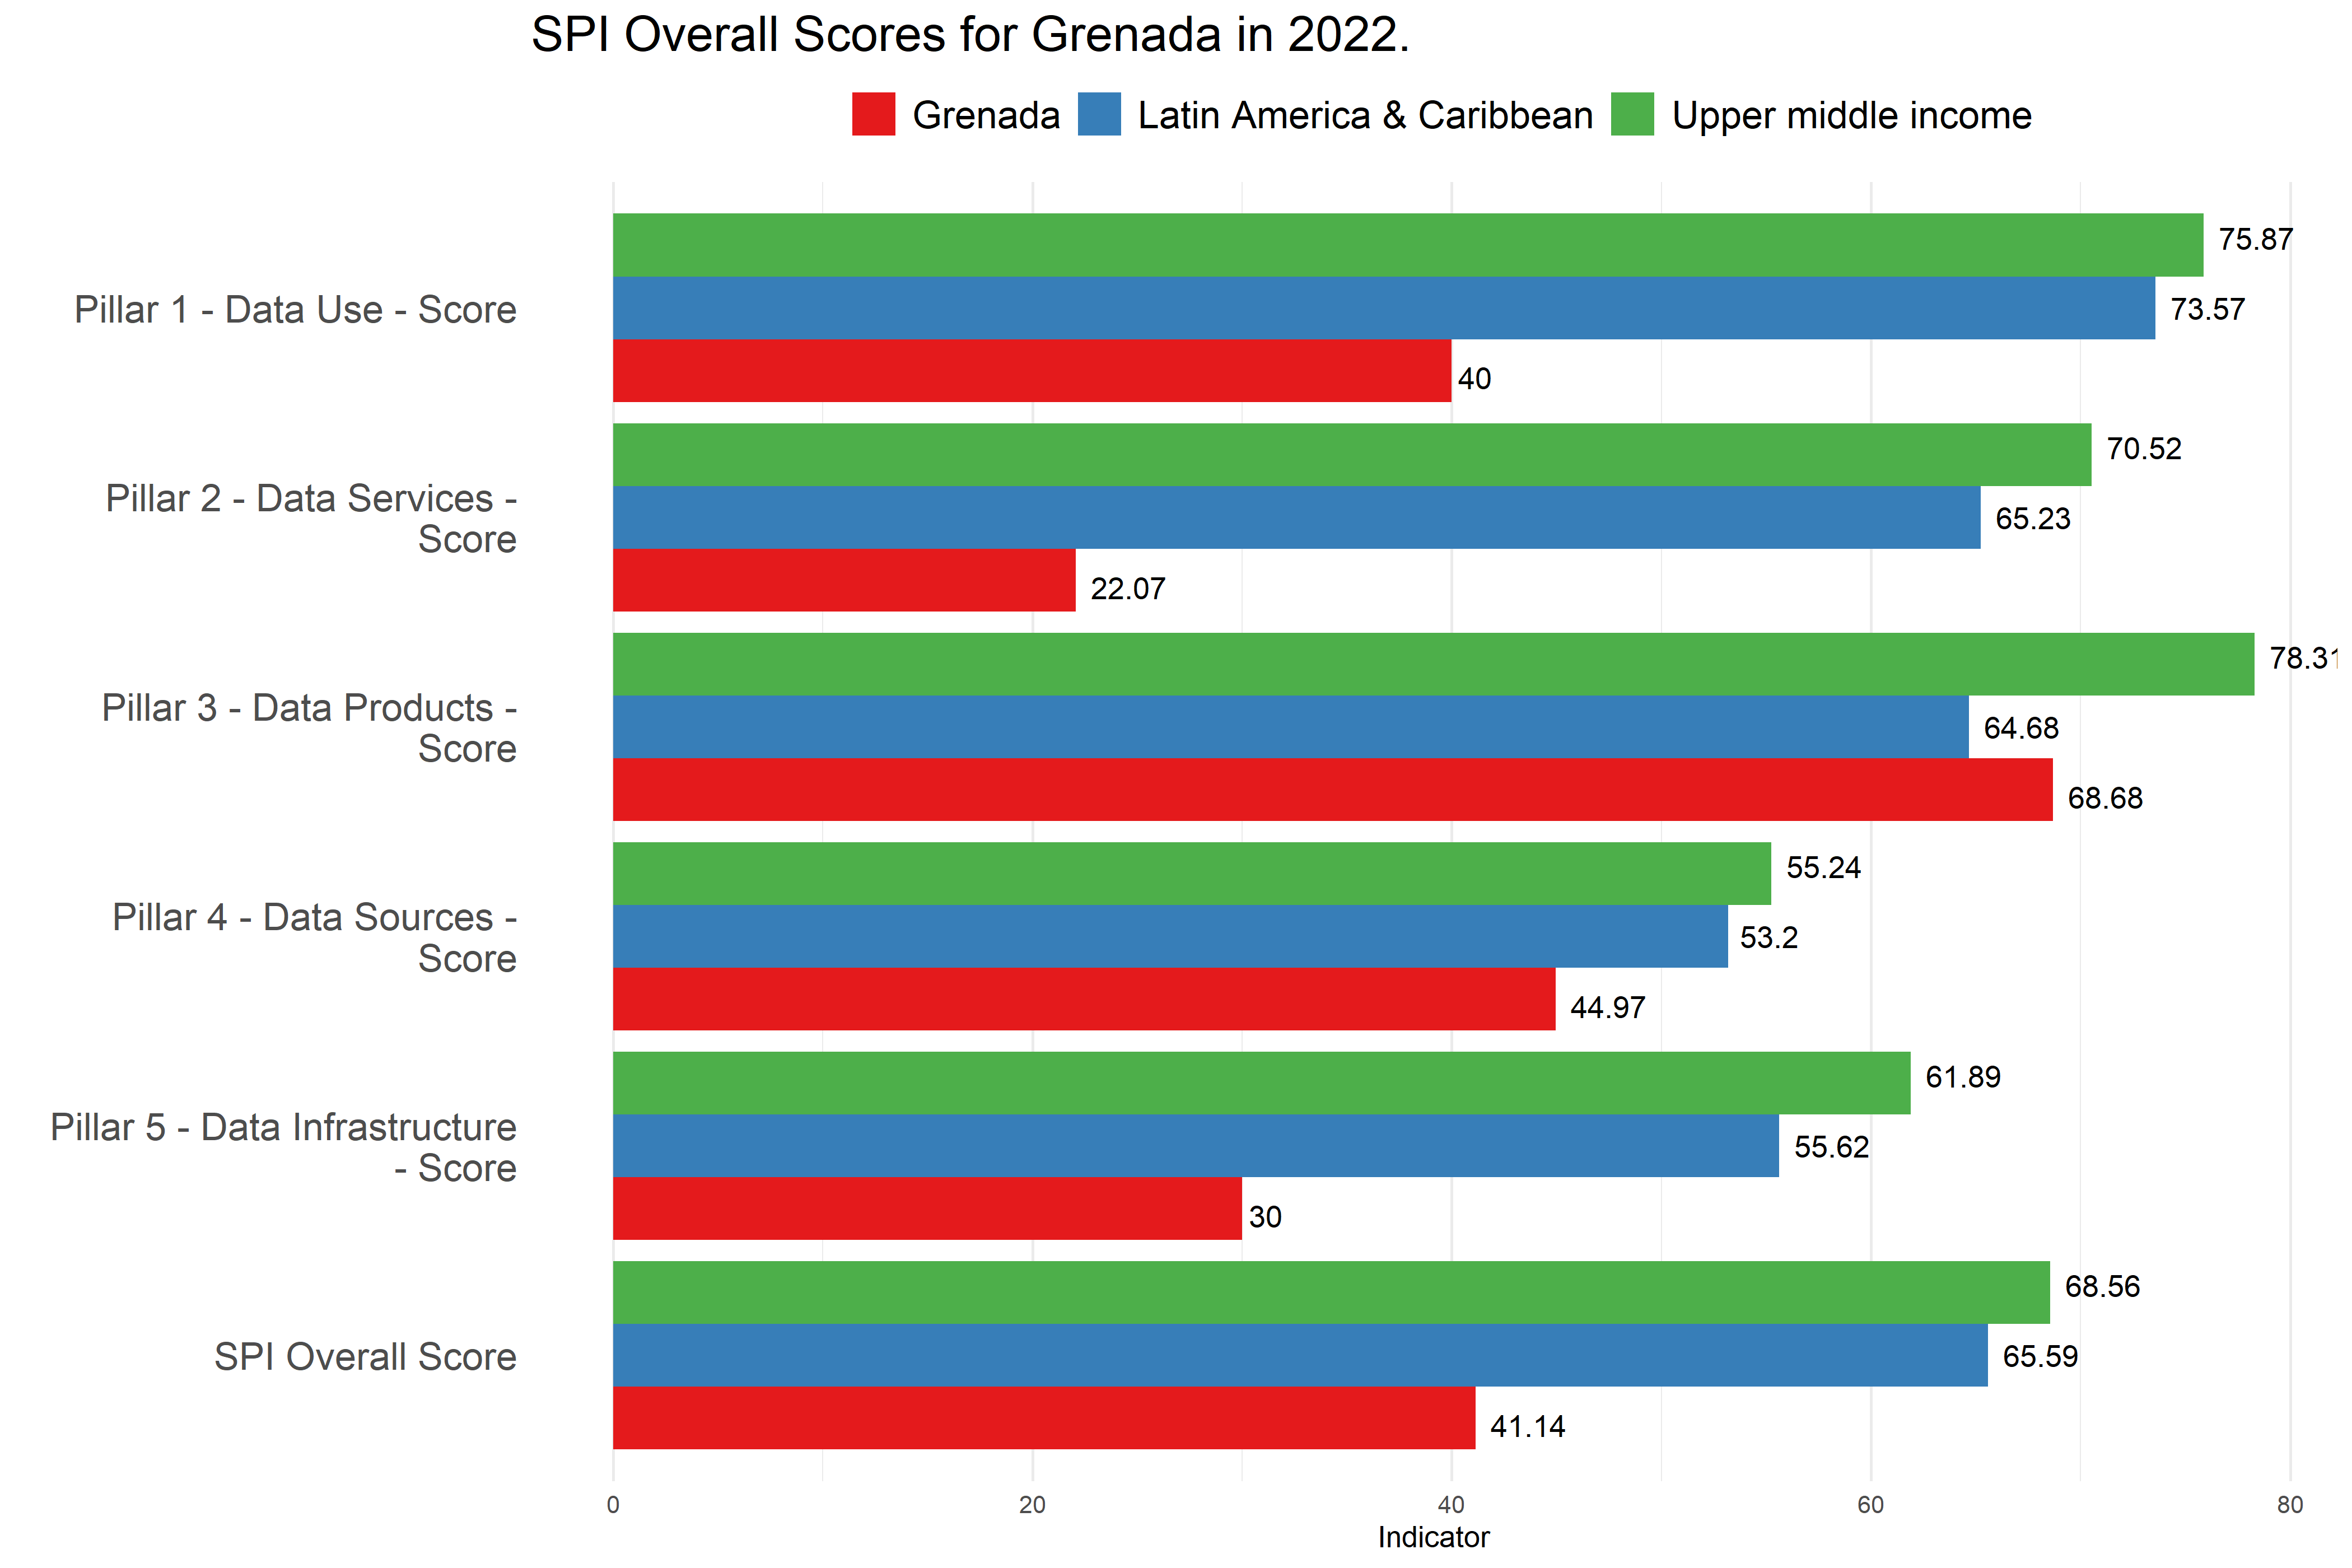 SPI Overall Scores for Grenada in 2022.
Grenada Latin America & Caribbean Upper middle income
75.87
Pillar 1 - Data Use - Score
73.57
40
70.52
Pillar 2 - Data Services -
Score
65.23
22.07
78.31
Pillar 3 - Data Products -
Score
64.68
68.68
55.24
Pillar 4 - Data Sources -
Score
53.2
44.97
61.89
Pillar 5 - Data Infrastructure
- Score
55.62
30
68.56
SPI Overall Score
65.59
41.14
0 20 40 60 80
Indicator